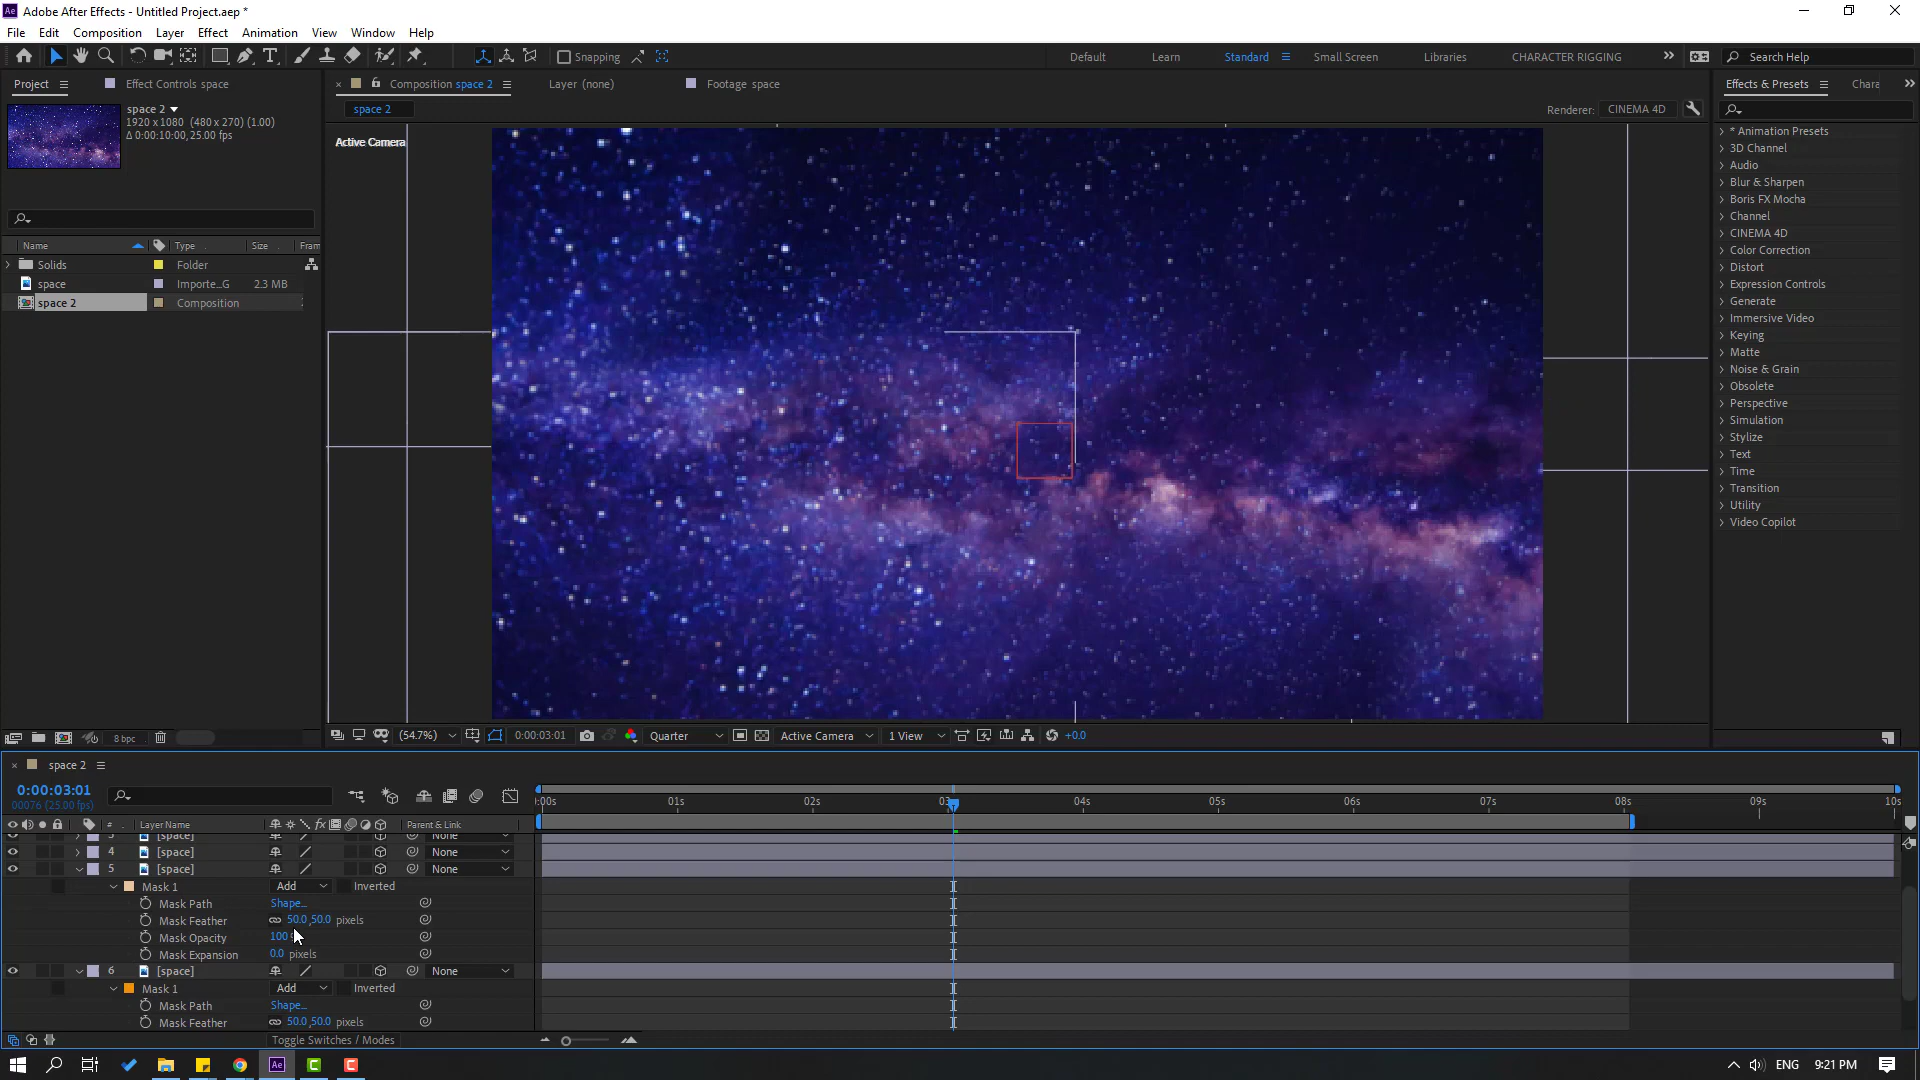 Adobe After Effects - Untitled Project.aep *
File Edit Composition Layer Effect Animation View Window Help
Snapping
Default Learn Standard Small Screen Libraries CHARACTER RIGGING Search Help
Project Effect Controls space
Composition space 2 Layer (none) Footage space
Effects & Presets Chara
space 2
1920 x 1080 (480 x 270) (1.00)
Δ 0:00:10:00, 25.00 fps
space 2
Renderer: CINEMA 4D
Active Camera
Name Type Size Fram
Solids Folder
space Importe...G 2.3 MB
space 2 Composition
* Animation Presets
3D Channel
Audio
Blur & Sharpen
Boris FX Mocha
Channel
CINEMA 4D
Color Correction
Distort
Expression Controls
Generate
Immersive Video
Keying
Matte
Noise & Grain
Obsolete
Perspective
Simulation
Stylize
Text
Time
Transition
Utility
Video Copilot
8 bpc
(54.7%) 0:00:03:01 Quarter Active Camera 1 View +0.0
space 2
0:00:03:01
00076 (25.00 fps)
:00s 01s 02s 03 04s 05s 06s 07s 08s 09s 10s
# Layer Name Parent & Link
[space] None
4 [space] None
5 [space] None
Mask 1 Add Inverted
Mask Path Shape...
Mask Feather 50.0,50.0 pixels
Mask Opacity 100
Mask Expansion 0.0 pixels
6 [space] None
Mask 1 Add Inverted
Mask Path Shape...
Mask Feather 50.0,50.0 pixels
Toggle Switches / Modes
Ae ENG 9:21 PM